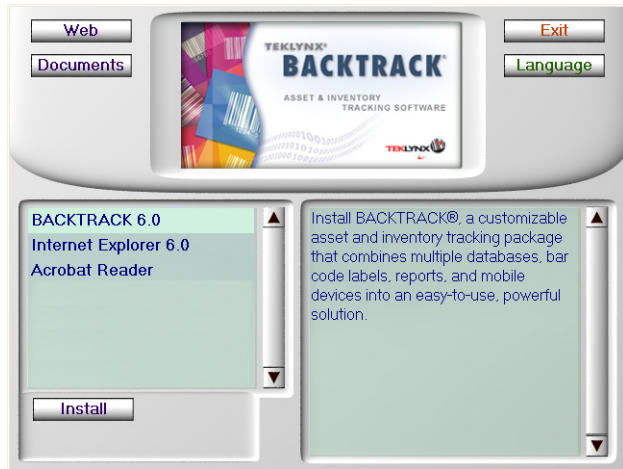 Web
Documents
TEKLYNX®
BACKTRACK®
ASSET & INVENTORY
TRACKING SOFTWARE
TEKLYNX
Exit
Language
BACKTRACK 6.0
Internet Explorer 6.0
Acrobat Reader
Install
Install BACKTRACK®, a customizable
asset and inventory tracking package
that combines multiple databases, bar
code labels, reports, and mobile
devices into an easy-to-use, powerful
solution.